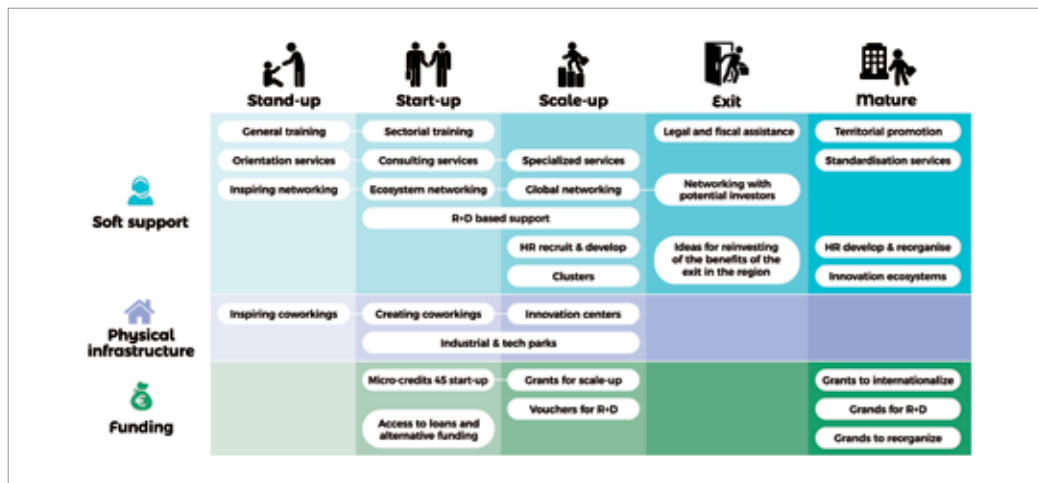 Stand-up
Start-up
Scale-up
Exit
Mature
Soft support
General training
Sectorial training
Legal and fiscal assistance
Territorial promotion
Orientation services
Consulting services
Specialized services
Standardisation services
Inspiring networking
Ecosystem networking
Global networking
Networking with
potential investors
R+D based support
HR recruit & develop
Ideas for reinvesting
of the benefits of the
exit in the region
HR develop & reorganise
Clusters
Innovation ecosystems
Physical
infrastructure
Inspiring coworkings
Creating coworkings
Innovation centers
Industrial & tech parks
Funding
Micro-credits 45 start-up
Grants for scale-up
Grants to internationalize
Access to loans and
alternative funding
Vouchers for R+D
Grands for R+D
Grands to reorganize